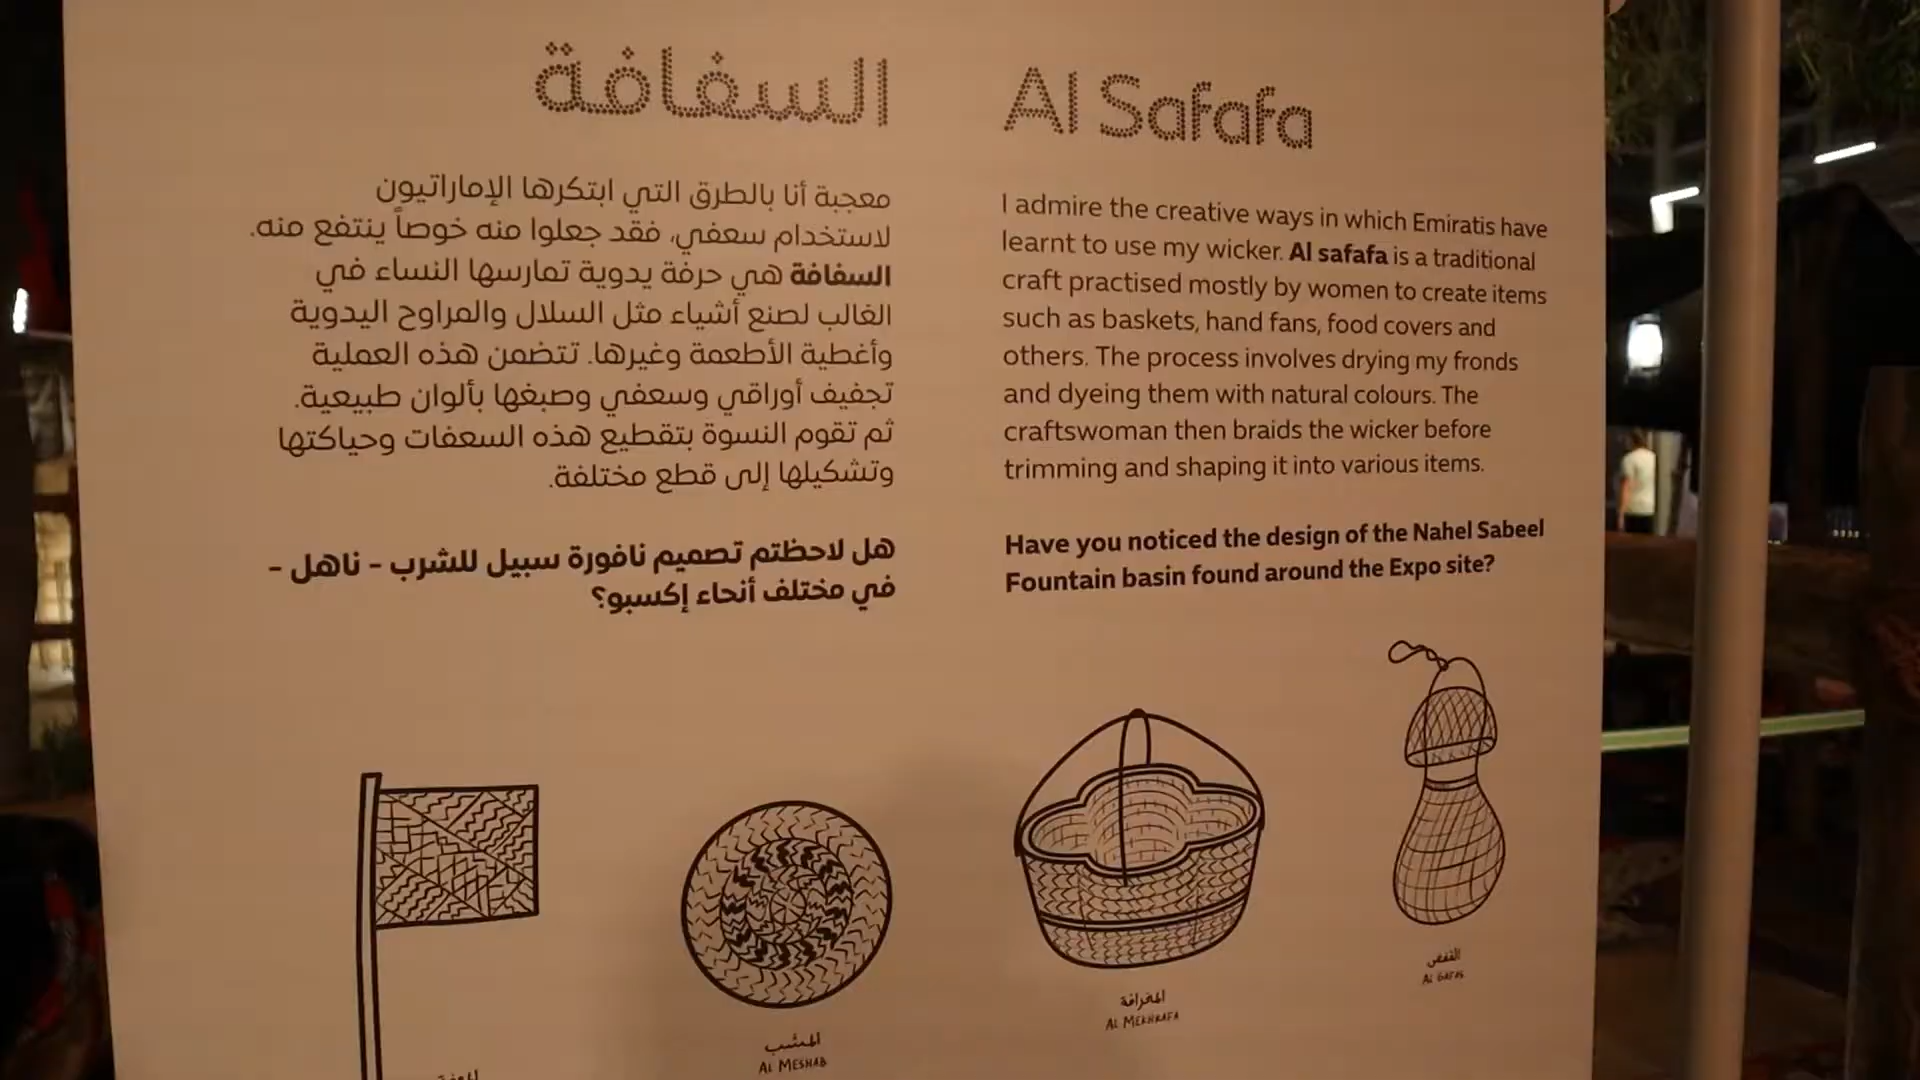 السفافة
معجبة أنا بالطرق التي ابتكرها الإماراتيون
لاستخدام سعفي، فقد جعلوا منه خوصاً ينتفع منه.
السفافة هي حرفة يدوية تمارسها النساء في
الغالب لصنع أشياء مثل السلال والمراوح اليدوية
وأغطية الأطعمة وغيرها. تتضمن هذه العملية
تجفيف أوراقي وسعفي وصبغها بألوان طبيعية.
ثم تقوم النسوة بتقطيع هذه السعفات وحياكتها
وتشكيلها إلى قطع مختلفة.
هل لاحظتم تصميم نافورة سبيل للشرب - ناهل -
في مختلف أنحاء إكسبو؟
Al Safafa
I admire the creative ways in which Emiratis have
learnt to use my wicker. Al safafa is a traditional
craft practised mostly by women to create items
such as baskets, hand fans, food covers and
others. The process involves drying my fronds
and dyeing them with natural colours. The
craftswoman then braids the wicker before
trimming and shaping it into various items.
Have you noticed the design of the Nahel Sabeel
Fountain basin found around the Expo site?
المشب
AL MESHAB
المخرافة
AL MEKHRAFA
القفص
AL GAFAS